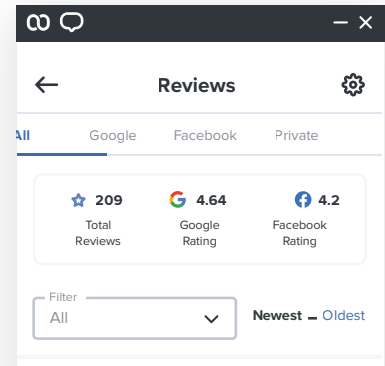 Reviews
All Google Facebook Private
209 4.64 4.2
Total Google Facebook
Reviews Rating Rating
Filter
All
Newest Oldest